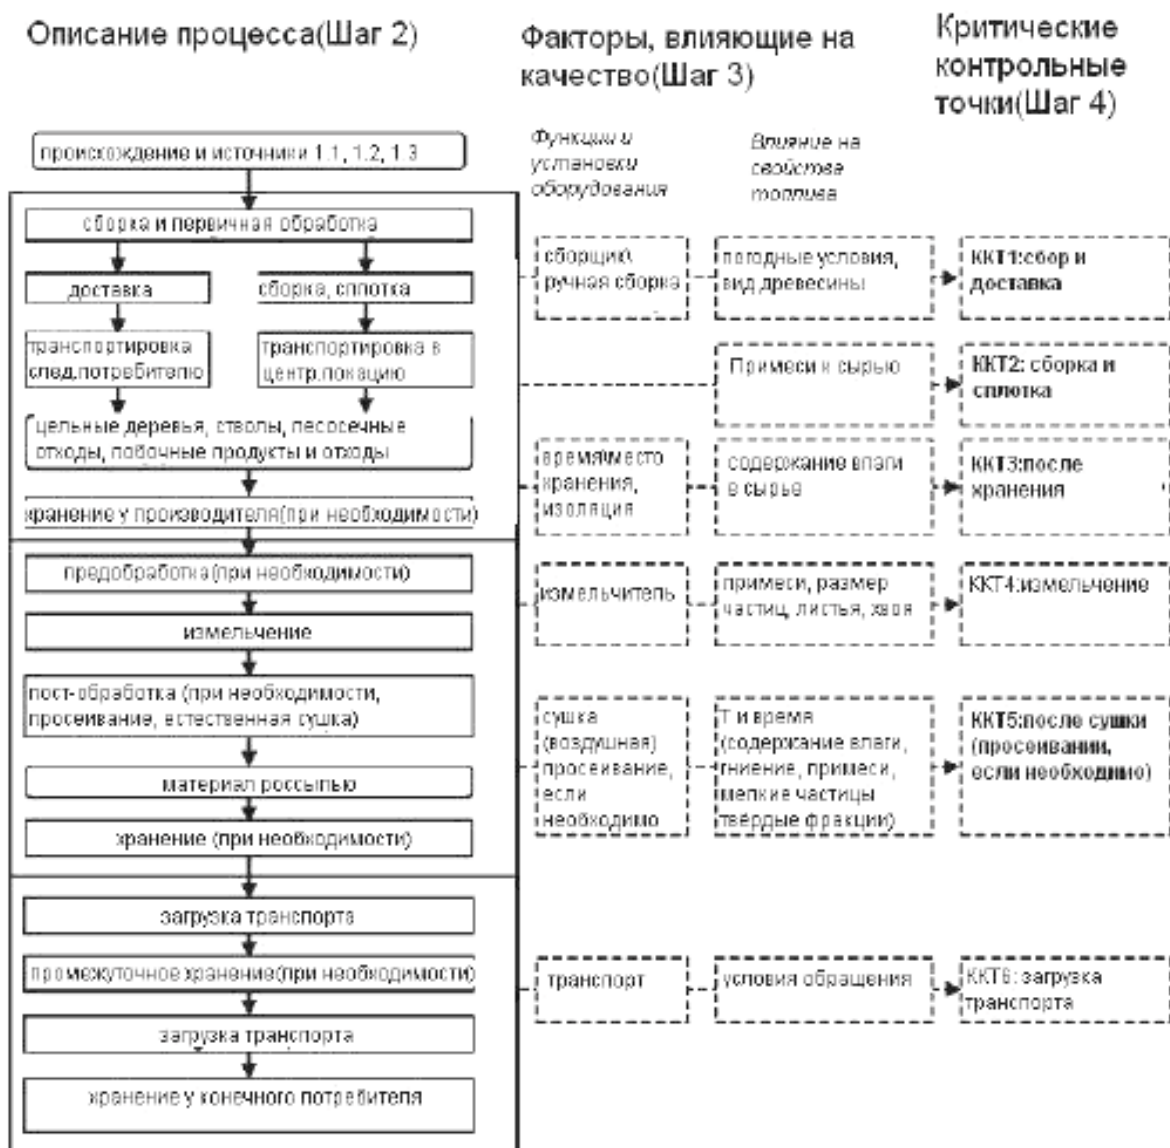 Описание процесса(Шаг 2)
Факторы, влияющие на
качество(Шаг 3)
Критические
контрольные
точки(Шаг 4)
Функции и
установки
оборудования
Влияние на
свойства
топлива
происхождение и источники 1.1, 1.2, 1.3
сборка и первичная обработка
доставка
сборка, сплотка
транспортировка
след.потребителю
транспортировка в
центр.локацию
цельные деревья, стволы, лесосечные
отходы, побочные продукты и отходы
хранение у производителя(при необходимости)
предобработка(при необходимости)
измельчение
пост-обработка (при необходимости,
просеивание, естественная сушка)
материал россыпью
хранение (при необходимости)
загрузка транспорта
промежуточное хранение(при необходимости)
загрузка транспорта
хранение у конечного потребителя
сборщик\
ручная сборка
погодные условия,
вид древесины
ККТ1:сбор и
доставка
Примеси к сырью
ККТ2: сборка и
сплотка
время\место
хранения,
изоляция
содержание влаги
в сырье
ККТ3:после
хранения
измельчитель
примеси, размер
частиц, листья, хвоя
ККТ4:измельчение
сушка
(воздушная)
просеивание,
если
необходимо
Т и время
(содержание влаги,
гниение, примеси,
мелкие частицы
твёрдые фракции)
ККТ5:после сушки
(просеивании,
если необходимо)
транспорт
условия обращения
ККТ6: загрузка
транспорта